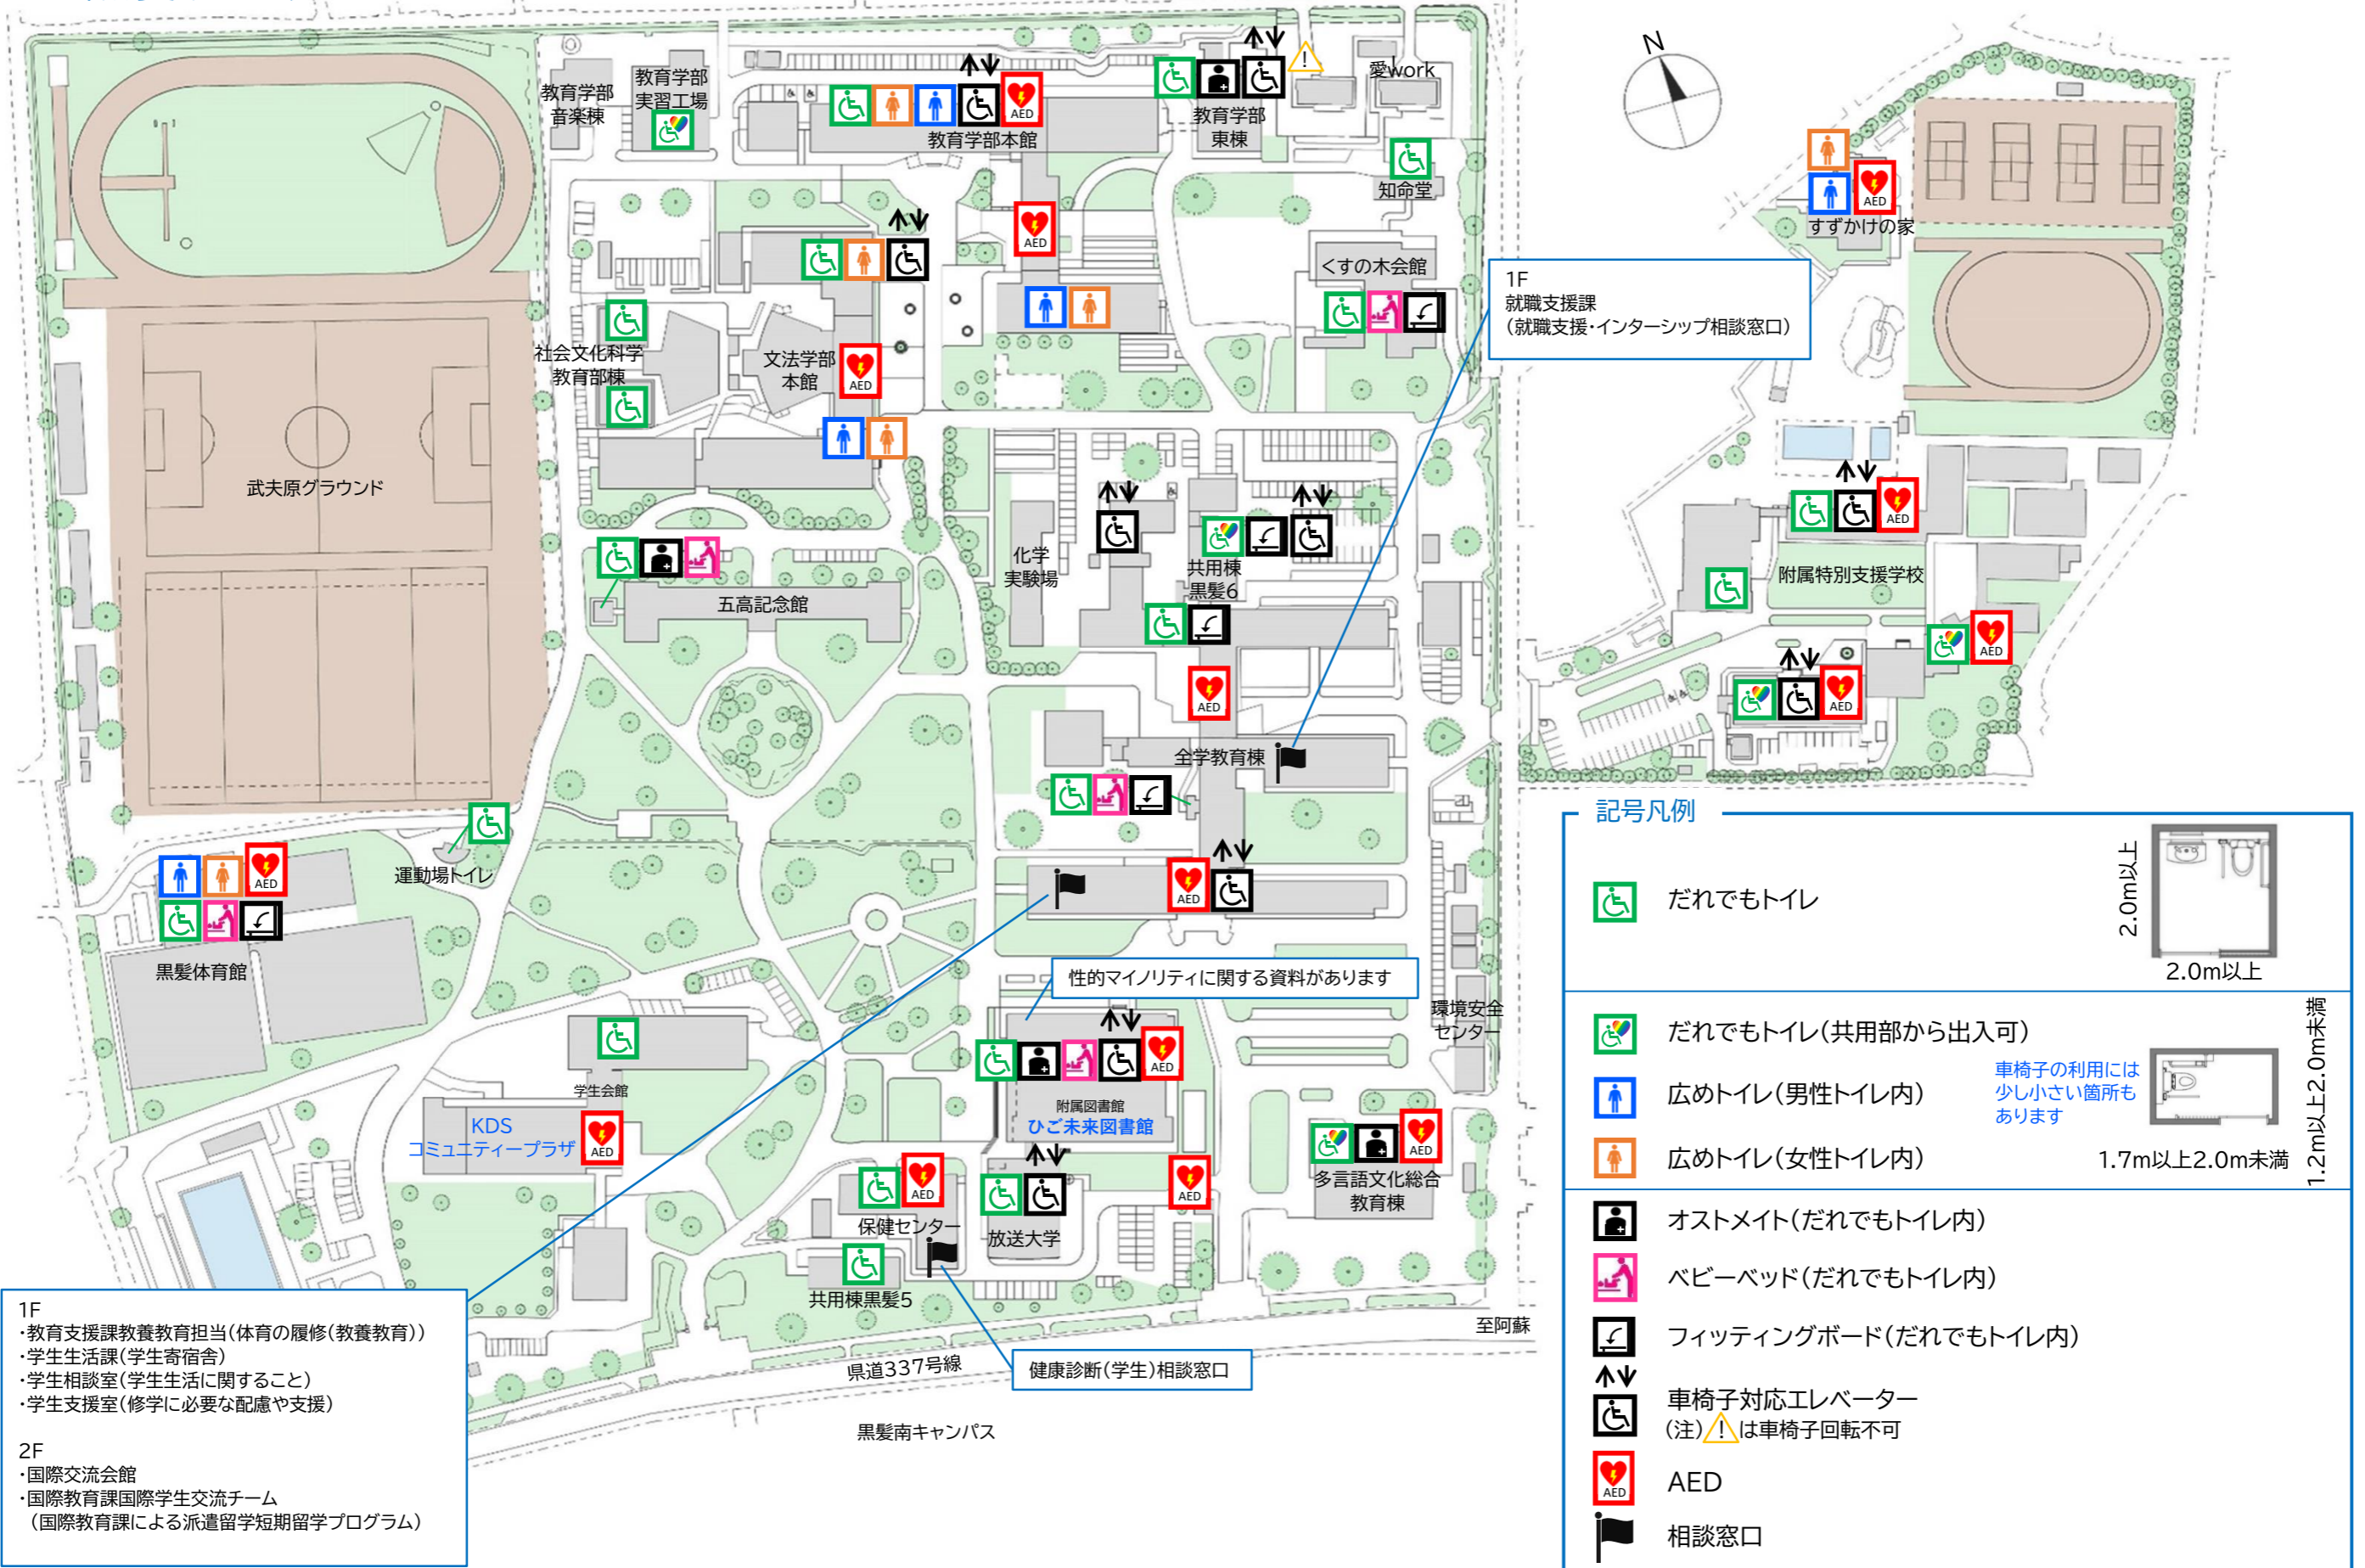 N
教育学部
音楽棟
教育学部
実習工場
AED
教育学部本館
教育学部
東棟
!
愛work
知命堂
AED
すずかけの家
AED
くすの木会館
1F
就職支援課
(就職支援・インターシップ相談窓口)
社会文化科学
教育部棟
文法学部
本館
AED
武夫原グラウンド
化学
実験場
共用棟
黒髪6
AED
附属特別支援学校
五高記念館
AED
AED
AED
全学教育棟
運動場トイレ
AED
黒髪体育館
AED
性的マイノリティに関する資料があります
環境安全
センター
学生会館
KDS
コミュニティープラザ
AED
AED
附属図書館
ひご未来図書館
AED
多言語文化総合
教育棟
AED
保健センター
放送大学
AED
共用棟黒髪5
至阿蘇
県道337号線
健康診断(学生)相談窓口
黒髪南キャンパス
1F
・教育支援課教養教育担当(体育の履修(教養教育))
・学生生活課(学生寄宿舎)
・学生相談室(学生生活に関すること)
・学生支援室(修学に必要な配慮や支援)
2F
・国際交流会館
・国際教育課国際学生交流チーム
(国際教育課による派遣留学短期留学プログラム)
記号凡例
だれでもトイレ
2.0m以上
2.0m以上
だれでもトイレ(共用部から出入可)
広めトイレ(男性トイレ内)
車椅子の利用には
少し小さい箇所も
あります
広めトイレ(女性トイレ内)
1.7m以上2.0m未満
1.2m以上2.0m未満
オストメイト(だれでもトイレ内)
ベビーベッド(だれでもトイレ内)
フィッティングボード(だれでもトイレ内)
車椅子対応エレベーター
(注)!は車椅子回転不可
AED
AED
相談窓口